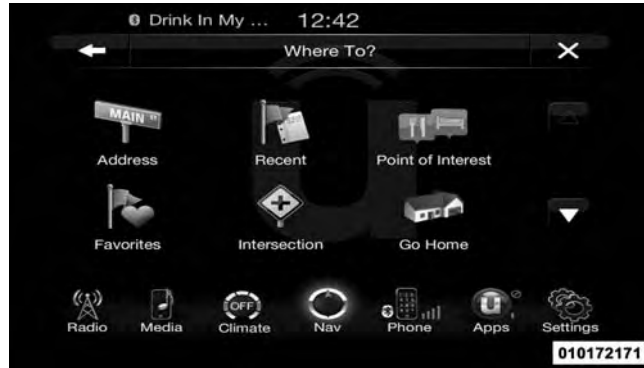 Drink In My ... 12:42
Where To?
MAIN ST
Address Recent Point of Interest
Favorites Intersection Go Home
OFF
Radio Media Climate Nav Phone Apps Settings
010172171